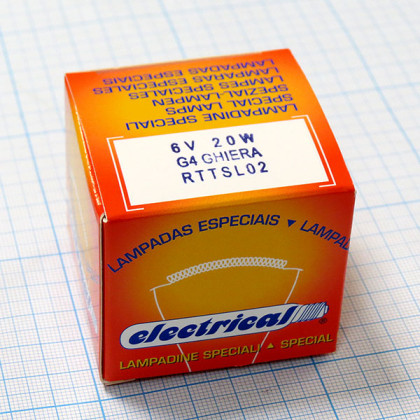 LAMPADINE SPECIALI
SPECIAL LAMPS
SPEZIAL LAMPEN
LAMPES SPECIALES
LAMPARAS ESPECIALES
LAMPADAS ESPECIAIS
6V 20W
G4 GHIERA
RTTSL02
LAMPADAS ESPECIAIS ▼ LAMPA
electrical®
LAMPADINE SPECIALI ▲ SPECIAL